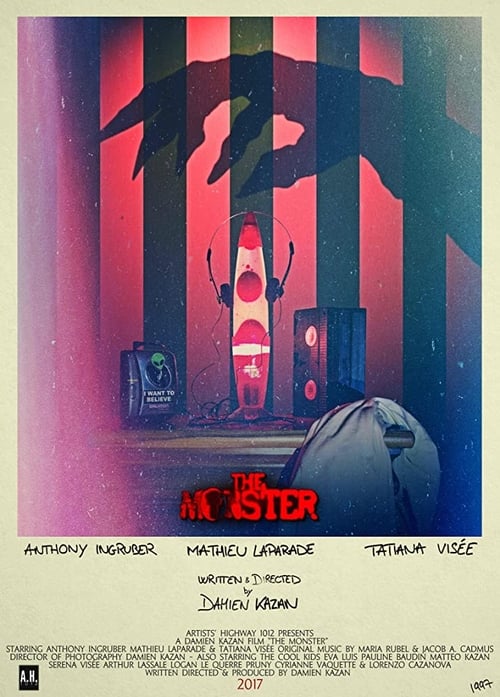 I WANT TO
BELIEVE
THE
MONSTER
ANTHONY INGRUBER MATHIEU LAPARADE TATIANA VISÉE
WRITTEN & DIRECTED
by
DAMIEN KAZAN
ARTISTS' HIGHWAY 1012 PRESENTS
A DAMIEN KAZAN FILM "THE MONSTER"
STARRING ANTHONY INGRUBER MATHIEU LAPARADE & TATIANA VISÉE ORIGINAL MUSIC BY MARIA RUBEL & JACOB A. CADMUS
DIRECTOR OF PHOTOGRAPHY DAMIEN KAZAN - ALSO STARRING THE COOL KIDS EVA LUIS PAULINE BAUDIN MATTEO KAZAN
SERENA VISÉE ARTHUR LASSALE LOGAN LE QUERRE PRUNY CYRIANNE VAQUETTE & LORENZO CAZANOVA
WRITTEN DIRECTED & PRODUCED BY DAMIEN KAZAN
A.H.
2017
1997